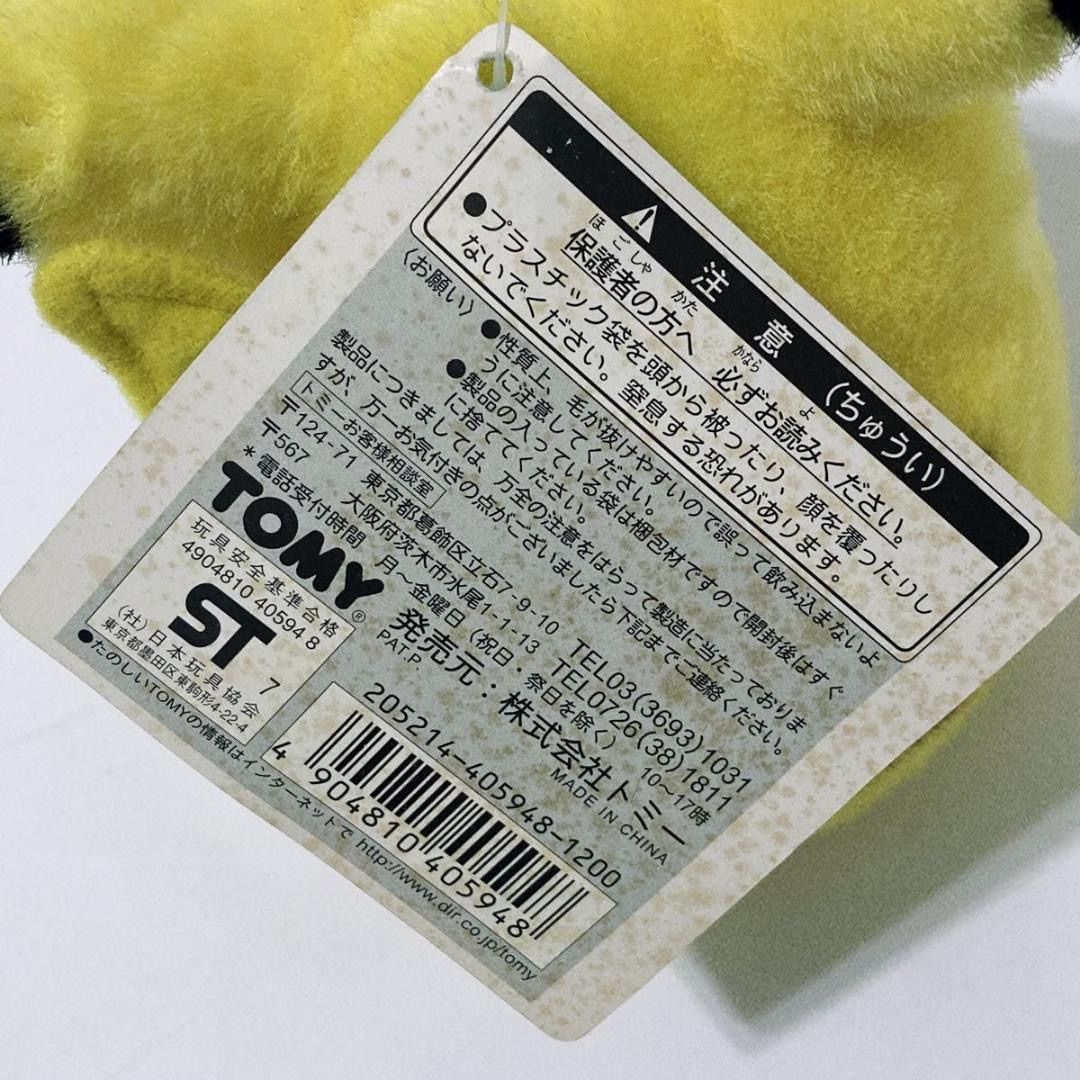 注意(ちゅうい)
保護者の方へ 必ずお読みください。
ほごしゃ かた かなら よ
●プラスチック袋を頭から被ったり、顔を覆ったりし
ないでください。窒息する恐れがあります。
〈お願い〉●性質上、毛が抜けやすいので誤って飲み込まないよ
うに注意してください。
●製品の入っている袋は梱包材ですので開封後はすぐ
に捨ててください。
製品につきましては、万全の注意をはらって製造に当たっておりま
すが、万一お気付きの点がございましたら下記までご連絡ください。
トミーお客様相談室
〒124-71 東京都葛飾区立石7-9-10 TEL03(3693)1031
〒567 大阪府茨木市水尾1-1-13 TEL0726(38)1811
*電話受付時間 月～金曜日(祝日・祭日を除く) 10～17時
TOMY®
発売元:株式会社トミー
PAT.P. MADE IN CHINA
玩具安全基準合格
4904810 40594 8
ST
7
(社)日本玩具協会
東京都墨田区東駒形4-22-4
205214-405948-1200
4 904810 405948
●たのしいTOMYの情報はインターネットで http://www.dir.co.jp/tomy